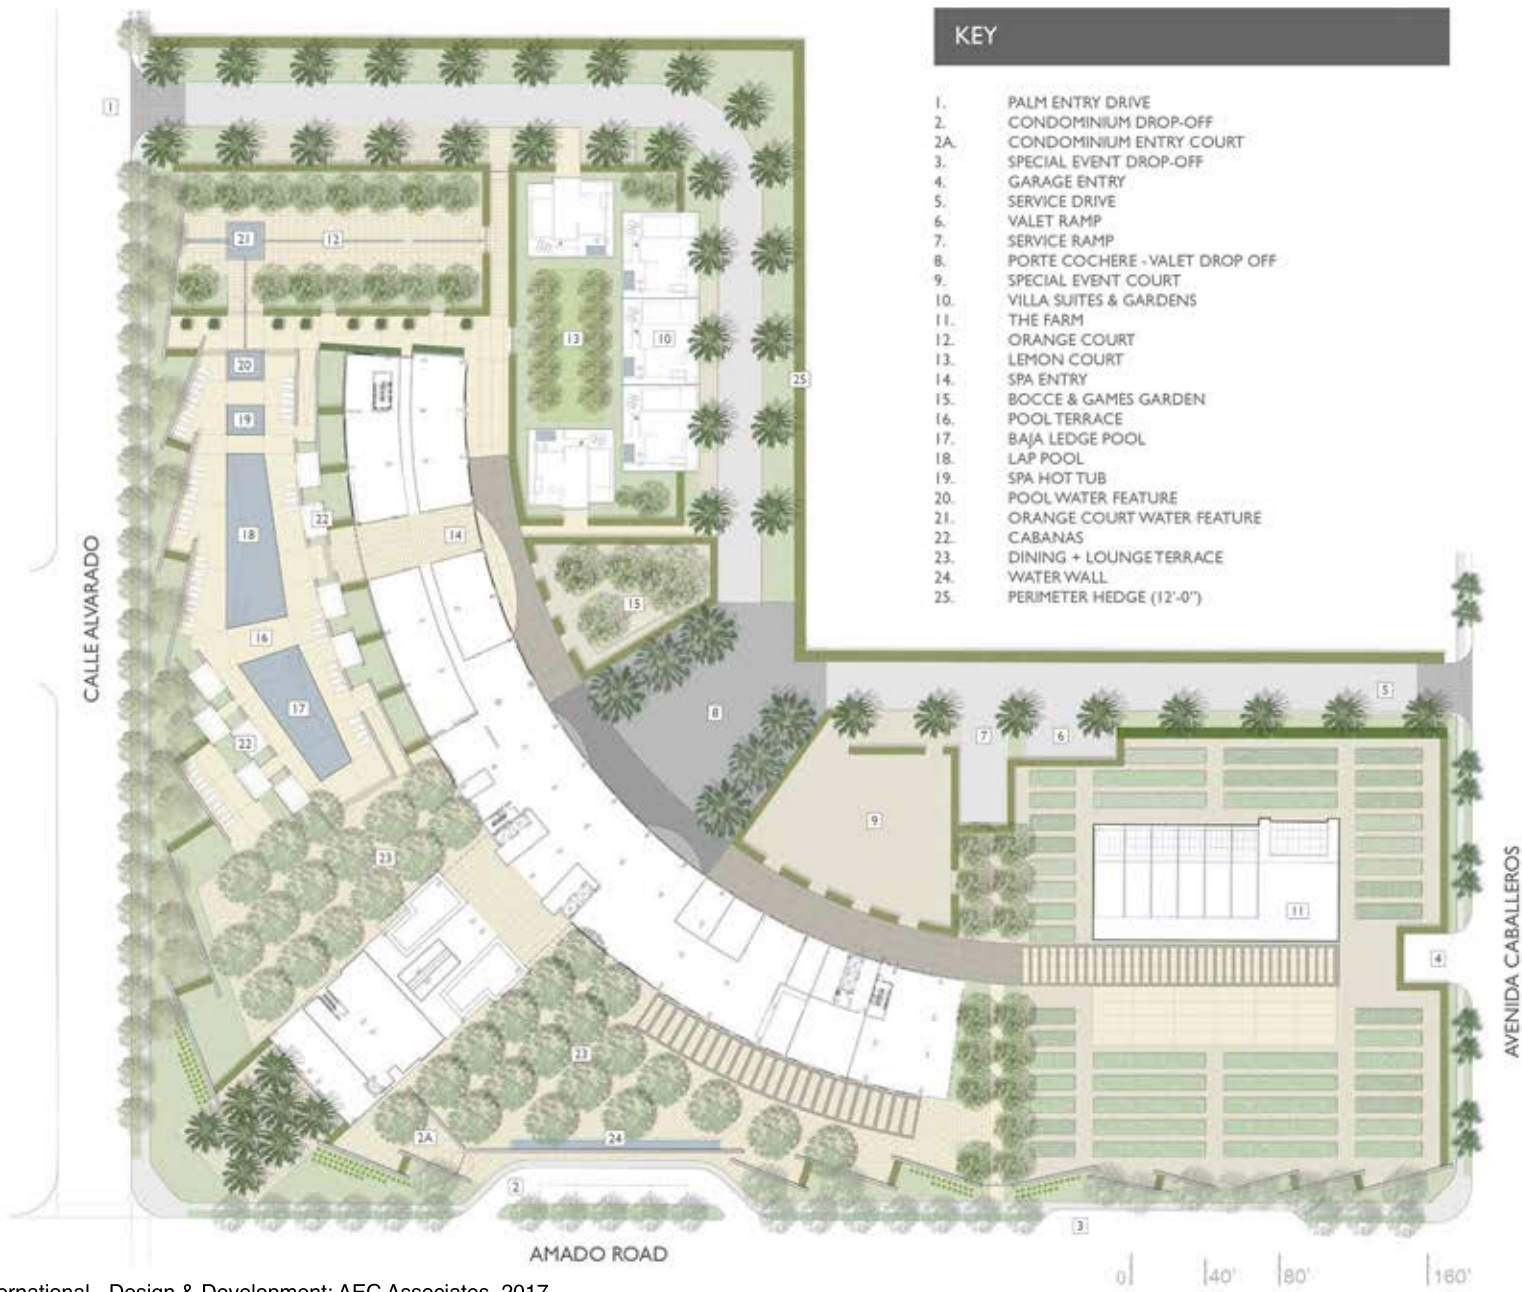 KEY
1. PALM ENTRY DRIVE
2. CONDOMINIUM DROP-OFF
2A. CONDOMINIUM ENTRY COURT
3. SPECIAL EVENT DROP-OFF
4. GARAGE ENTRY
5. SERVICE DRIVE
6. VALET RAMP
7. SERVICE RAMP
8. PORTE COCHERE - VALET DROP OFF
9. SPECIAL EVENT COURT
10. VILLA SUITES & GARDENS
11. THE FARM
12. ORANGE COURT
13. LEMON COURT
14. SPA ENTRY
15. BOCCE & GAMES GARDEN
16. POOL TERRACE
17. BAJA LEDGE POOL
18. LAP POOL
19. SPA HOT TUB
20. POOL WATER FEATURE
21. ORANGE COURT WATER FEATURE
22. CABANAS
23. DINING + LOUNGE TERRACE
24. WATER WALL
25. PERIMETER HEDGE (12'-0")
1
21
12
13
10
20
25
19
22
18
14
15
16
17
8
5
22
7
6
9
23
11
4
23
2A
24
2
3
CALLE ALVARADO
AVENIDA CABALLEROS
AMADO ROAD
0 40' 80' 160'
ernational - Design & Development: AEC Associates, 2017